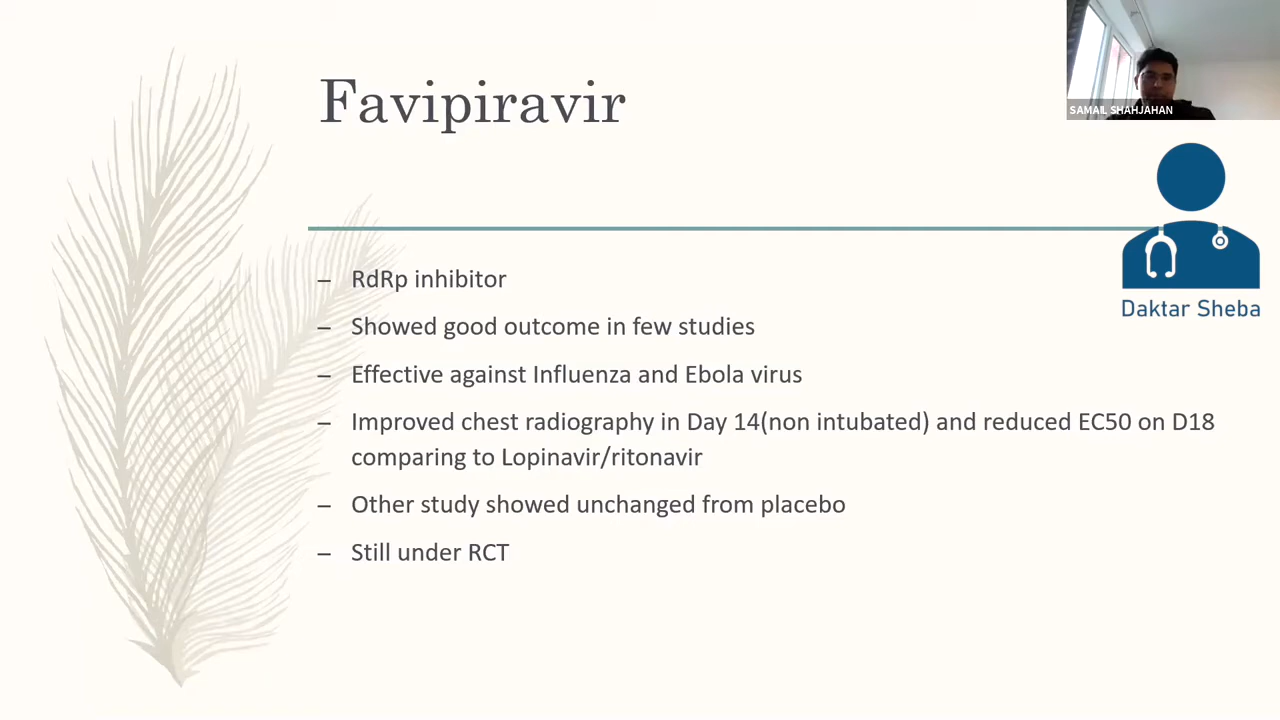 Favipiravir
SAMAIL SHAHJAHAN
Daktar Sheba
– RdRp inhibitor
– Showed good outcome in few studies
– Effective against Influenza and Ebola virus
– Improved chest radiography in Day 14(non intubated) and reduced EC50 on D18
comparing to Lopinavir/ritonavir
– Other study showed unchanged from placebo
– Still under RCT